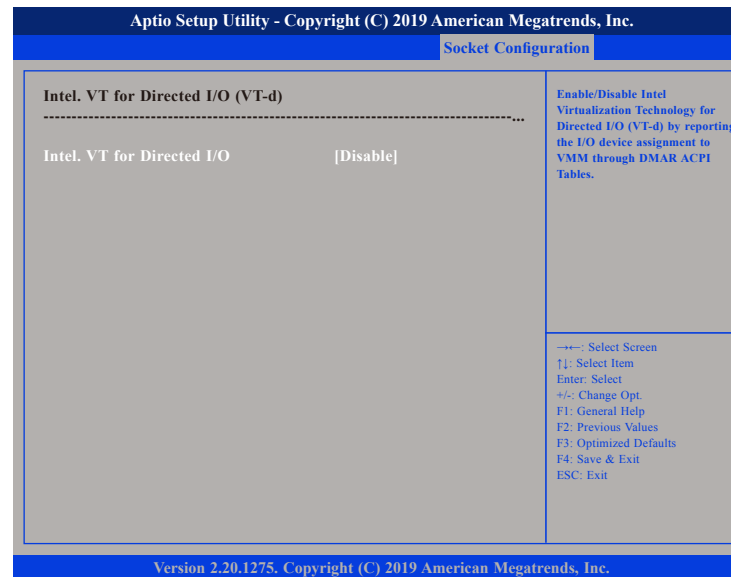 Aptio Setup Utility - Copyright (C) 2019 American Megatrends, Inc.
Socket Configuration
Intel. VT for Directed I/O (VT-d)
-----------------------------------------------------------------------------------...
Intel. VT for Directed I/O [Disable]
Enable/Disable Intel
Virtualization Technology for
Directed I/O (VT-d) by reporting
the I/O device assignment to
VMM through DMAR ACPI
Tables.
→←: Select Screen
↑↓: Select Item
Enter: Select
+/-: Change Opt.
F1: General Help
F2: Previous Values
F3: Optimized Defaults
F4: Save & Exit
ESC: Exit
Version 2.20.1275. Copyright (C) 2019 American Megatrends, Inc.